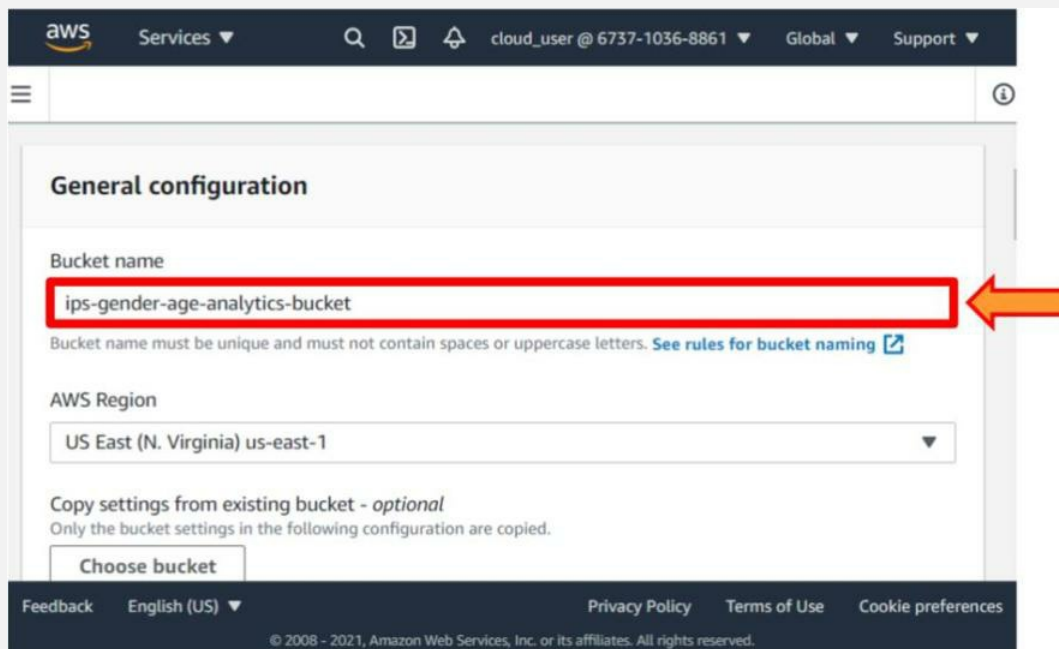 aws Services ▼ cloud_user @ 6737-1036-8861 ▼ Global ▼ Support ▼
General configuration
Bucket name
ips-gender-age-analytics-bucket
Bucket name must be unique and must not contain spaces or uppercase letters. See rules for bucket naming
AWS Region
US East (N. Virginia) us-east-1
Copy settings from existing bucket - optional
Only the bucket settings in the following configuration are copied.
Choose bucket
Feedback English (US) ▼ Privacy Policy Terms of Use Cookie preferences
© 2008 - 2021, Amazon Web Services, Inc. or its affiliates. All rights reserved.